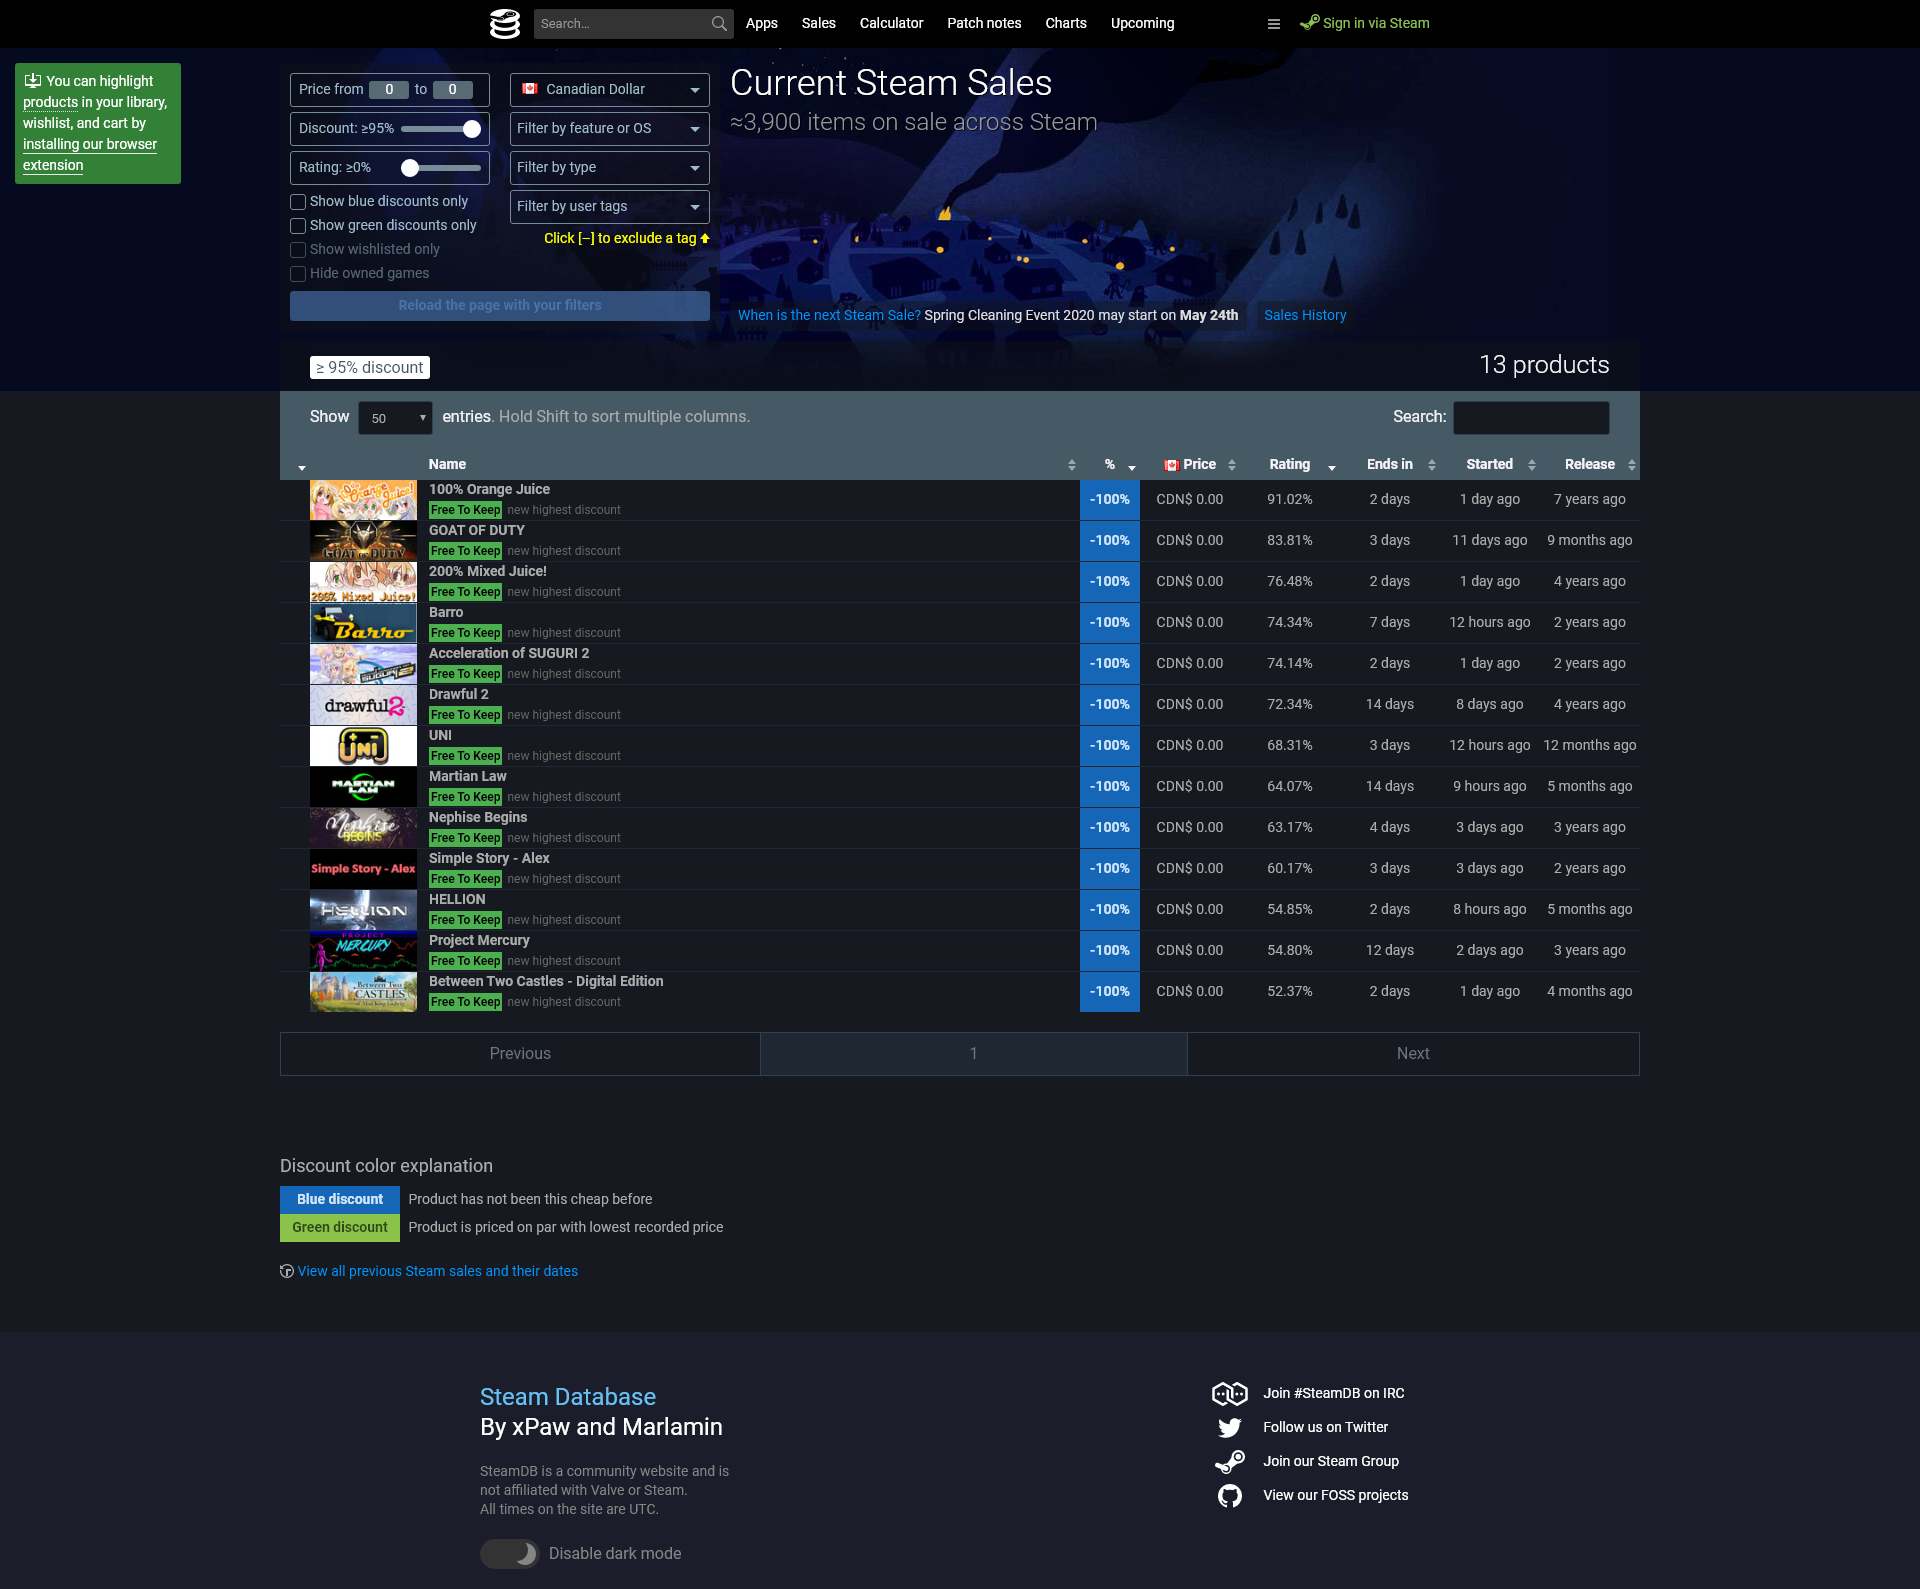 Search...
Apps
Sales
Calculator
Patch notes
Charts
Upcoming
Sign in via Steam
You can highlight
products in your library,
wishlist, and cart by
installing our browser
extension
Price from 0 to 0
Canadian Dollar
Discount: ≥95%
Filter by feature or OS
Rating: ≥0%
Filter by type
Show blue discounts only
Filter by user tags
Show green discounts only
Click [–] to exclude a tag
Show wishlisted only
Hide owned games
Reload the page with your filters
Current Steam Sales
≈3,900 items on sale across Steam
When is the next Steam Sale? Spring Cleaning Event 2020 may start on May 24th
Sales History
≥ 95% discount
13 products
Show 50 entries. Hold Shift to sort multiple columns.
Search:
Name % Price Rating Ends in Started Release
100% Orange Juice
Free To Keep new highest discount
-100% CDN$ 0.00 91.02% 2 days 1 day ago 7 years ago
GOAT OF DUTY
GOAT OF DUTY
Free To Keep new highest discount
-100% CDN$ 0.00 83.81% 3 days 11 days ago 9 months ago
200% Mixed Juice!
200% Mixed Juice!
Free To Keep new highest discount
-100% CDN$ 0.00 76.48% 2 days 1 day ago 4 years ago
Barro
Barro
Free To Keep new highest discount
-100% CDN$ 0.00 74.34% 7 days 12 hours ago 2 years ago
SUGURI 2
Acceleration of SUGURI 2
Free To Keep new highest discount
-100% CDN$ 0.00 74.14% 2 days 1 day ago 2 years ago
drawful 2
Drawful 2
Free To Keep new highest discount
-100% CDN$ 0.00 72.34% 14 days 8 days ago 4 years ago
UNI
UNI
Free To Keep new highest discount
-100% CDN$ 0.00 68.31% 3 days 12 hours ago 12 months ago
MARTIAN LAW
Martian Law
Free To Keep new highest discount
-100% CDN$ 0.00 64.07% 14 days 9 hours ago 5 months ago
Nephise BEGINS
Nephise Begins
Free To Keep new highest discount
-100% CDN$ 0.00 63.17% 4 days 3 days ago 3 years ago
Simple Story - Alex
Simple Story - Alex
Free To Keep new highest discount
-100% CDN$ 0.00 60.17% 3 days 3 days ago 2 years ago
HELLION
HELLION
Free To Keep new highest discount
-100% CDN$ 0.00 54.85% 2 days 8 hours ago 5 months ago
PROJECT MERCURY
Project Mercury
Free To Keep new highest discount
-100% CDN$ 0.00 54.80% 12 days 2 days ago 3 years ago
Between Two CASTLES
Between Two Castles - Digital Edition
Free To Keep new highest discount
-100% CDN$ 0.00 52.37% 2 days 1 day ago 4 months ago
Previous
1
Next
Discount color explanation
Blue discount Product has not been this cheap before
Green discount Product is priced on par with lowest recorded price
View all previous Steam sales and their dates
Steam Database
By xPaw and Marlamin
SteamDB is a community website and is
not affiliated with Valve or Steam.
All times on the site are UTC.
Disable dark mode
Join #SteamDB on IRC
Follow us on Twitter
Join our Steam Group
View our FOSS projects